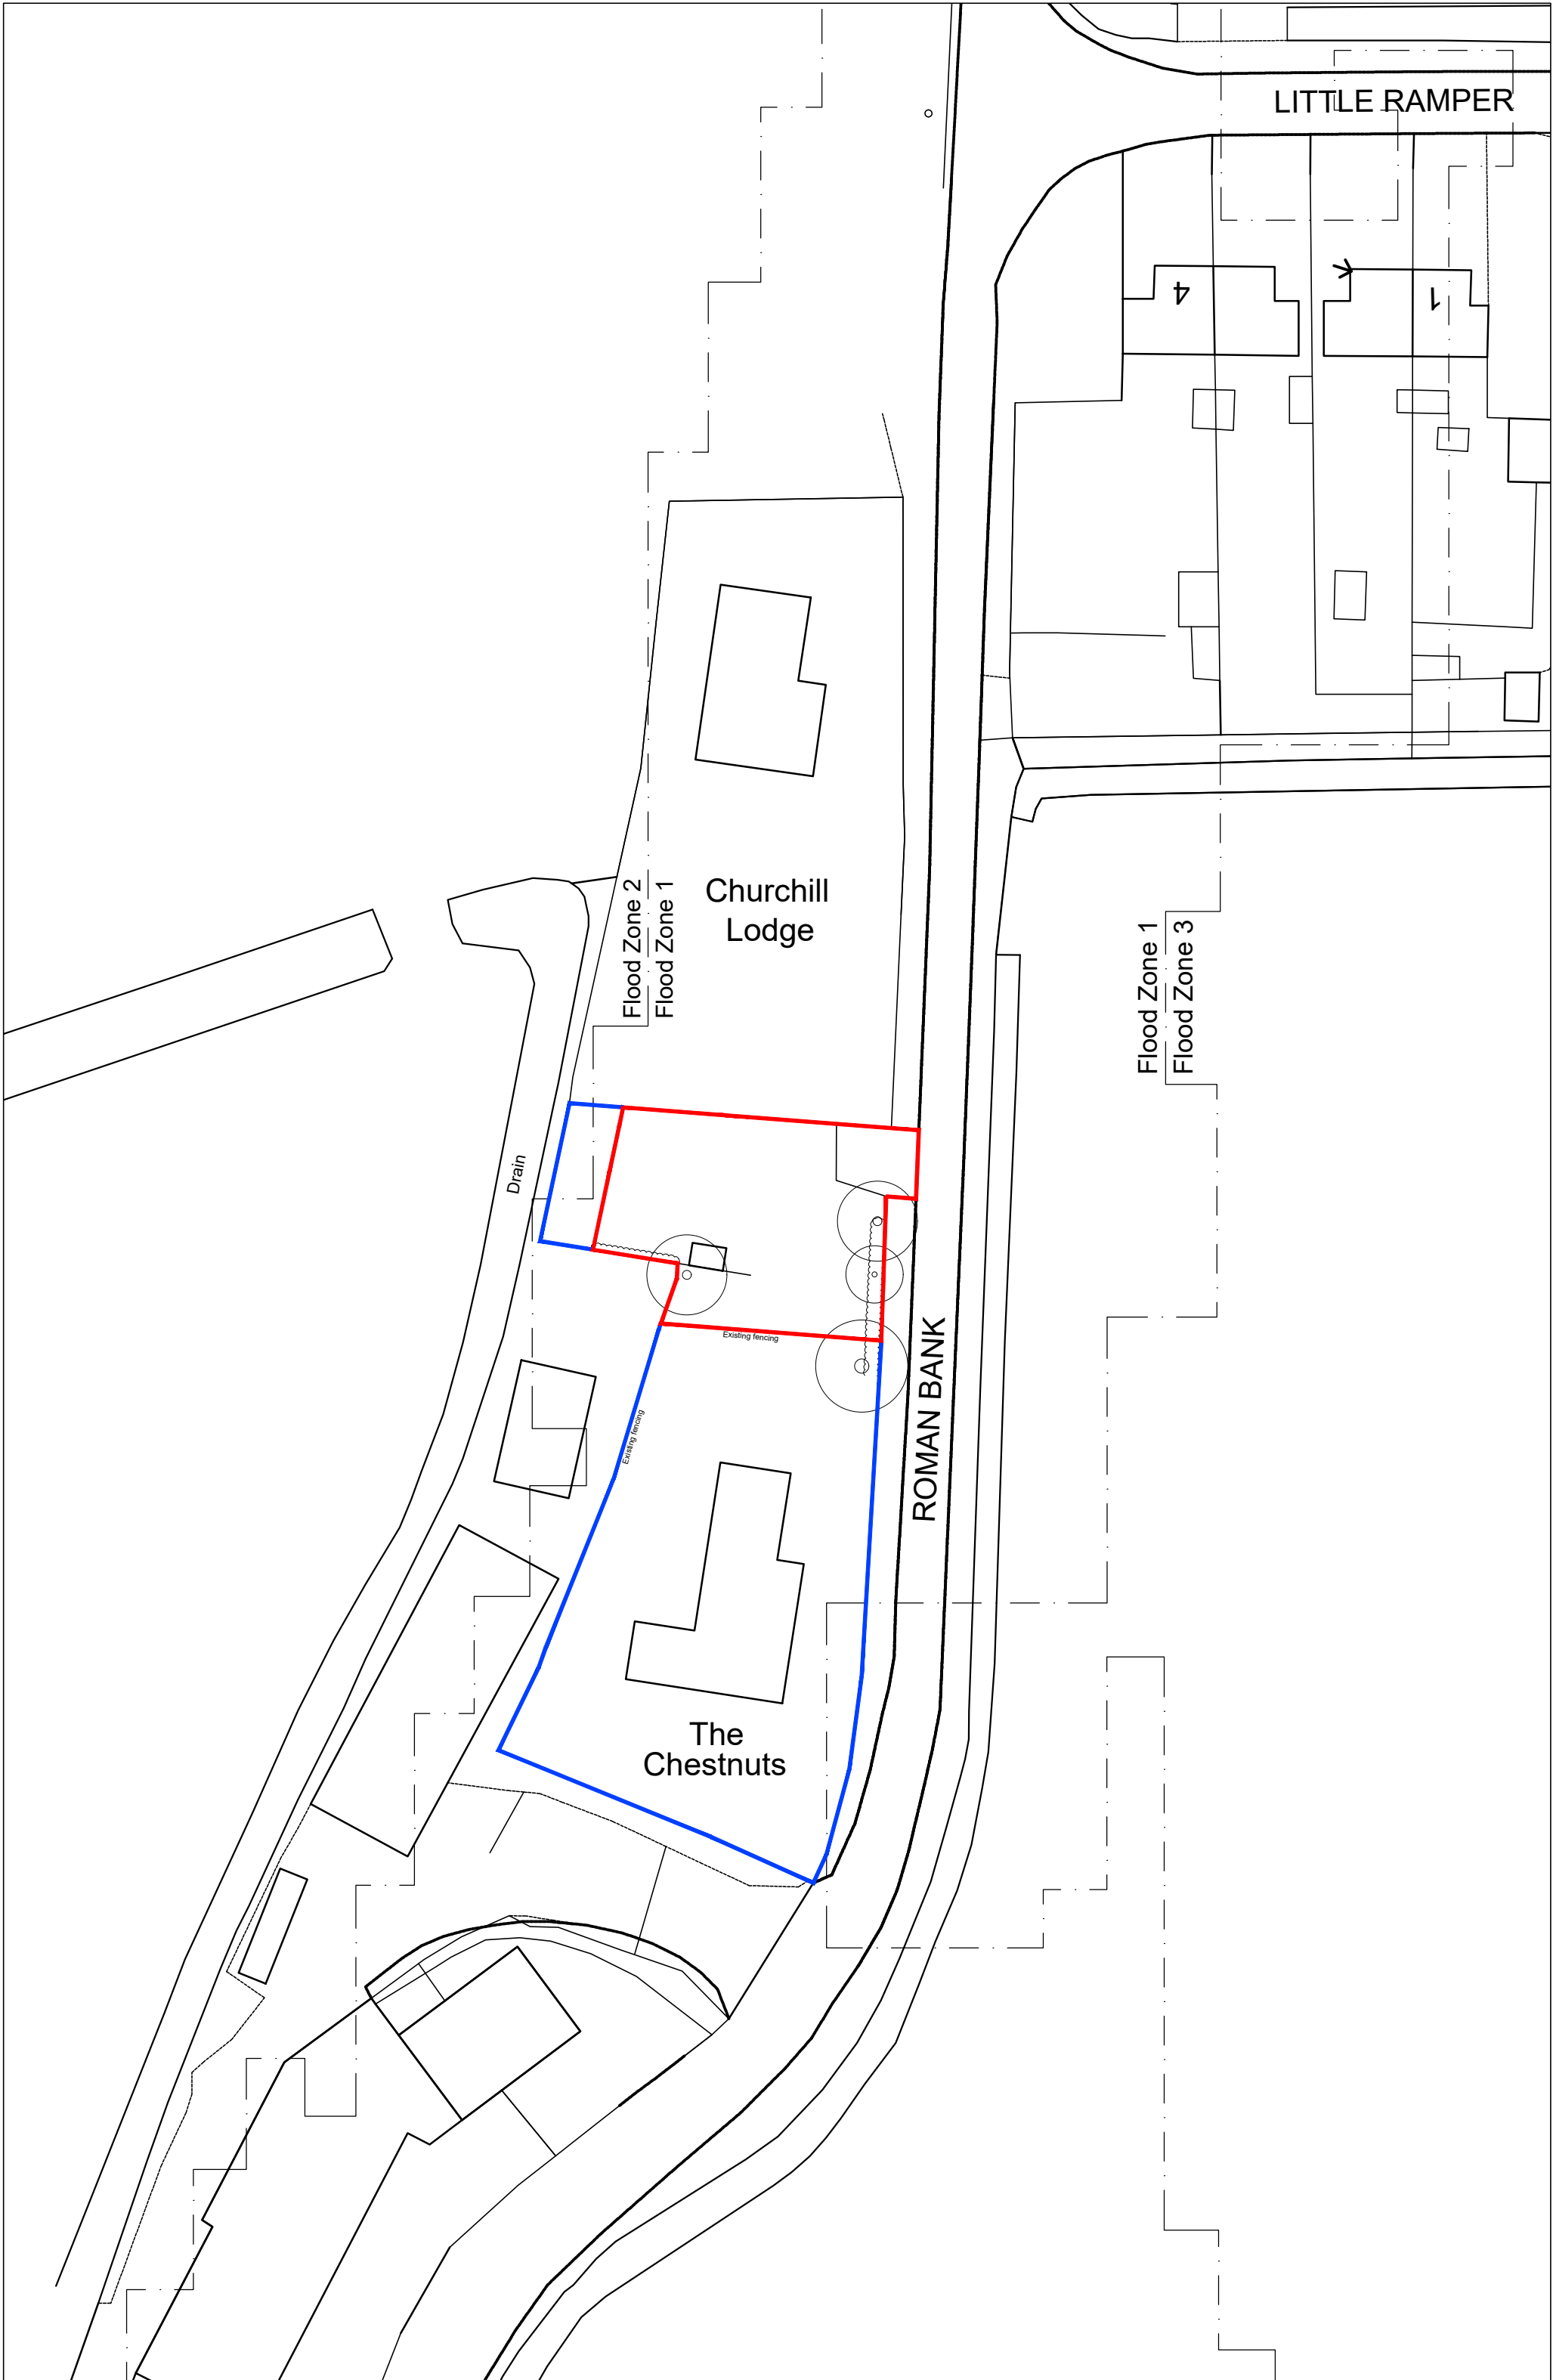 LITTLE RAMPER
4
1
Churchill
Lodge
Flood Zone 2
Flood Zone 1
Flood Zone 1
Flood Zone 3
Drain
Existing fencing
Existing fencing
ROMAN BANK
The
Chestnuts